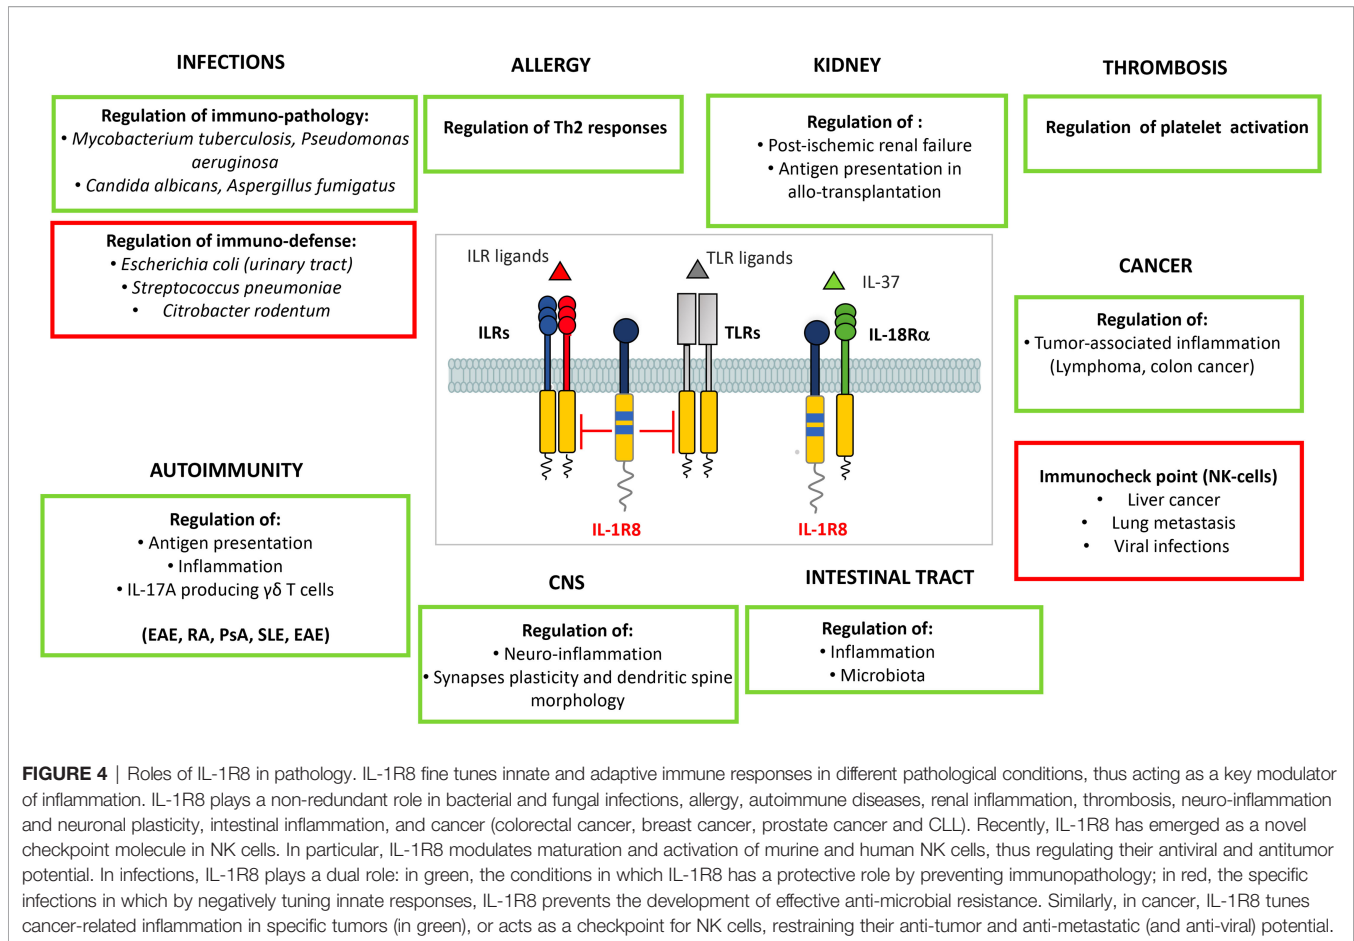 INFECTIONS
Regulation of immuno-pathology:
• Mycobacterium tuberculosis, Pseudomonas
aeruginosa
• Candida albicans, Aspergillus fumigatus
Regulation of immuno-defense:
• Escherichia coli (urinary tract)
• Streptococcus pneumoniae
• Citrobacter rodentum
ALLERGY
Regulation of Th2 responses
KIDNEY
Regulation of :
• Post-ischemic renal failure
• Antigen presentation in
allo-transplantation
THROMBOSIS
Regulation of platelet activation
ILR ligands
TLR ligands
IL-37
ILRs
TLRs
IL-18Rα
IL-1R8
IL-1R8
CANCER
Regulation of:
• Tumor-associated inflammation
(Lymphoma, colon cancer)
Immunocheck point (NK-cells)
• Liver cancer
• Lung metastasis
• Viral infections
AUTOIMMUNITY
Regulation of:
• Antigen presentation
• Inflammation
• IL-17A producing γδ T cells
(EAE, RA, PsA, SLE, EAE)
CNS
Regulation of:
• Neuro-inflammation
• Synapses plasticity and dendritic spine
morphology
INTESTINAL TRACT
Regulation of:
• Inflammation
• Microbiota
FIGURE 4 | Roles of IL-1R8 in pathology. IL-1R8 fine tunes innate and adaptive immune responses in different pathological conditions, thus acting as a key modulator
of inflammation. IL-1R8 plays a non-redundant role in bacterial and fungal infections, allergy, autoimmune diseases, renal inflammation, thrombosis, neuro-inflammation
and neuronal plasticity, intestinal inflammation, and cancer (colorectal cancer, breast cancer, prostate cancer and CLL). Recently, IL-1R8 has emerged as a novel
checkpoint molecule in NK cells. In particular, IL-1R8 modulates maturation and activation of murine and human NK cells, thus regulating their antiviral and antitumor
potential. In infections, IL-1R8 plays a dual role: in green, the conditions in which IL-1R8 has a protective role by preventing immunopathology; in red, the specific
infections in which by negatively tuning innate responses, IL-1R8 prevents the development of effective anti-microbial resistance. Similarly, in cancer, IL-1R8 tunes
cancer-related inflammation in specific tumors (in green), or acts as a checkpoint for NK cells, restraining their anti-tumor and anti-metastatic (and anti-viral) potential.